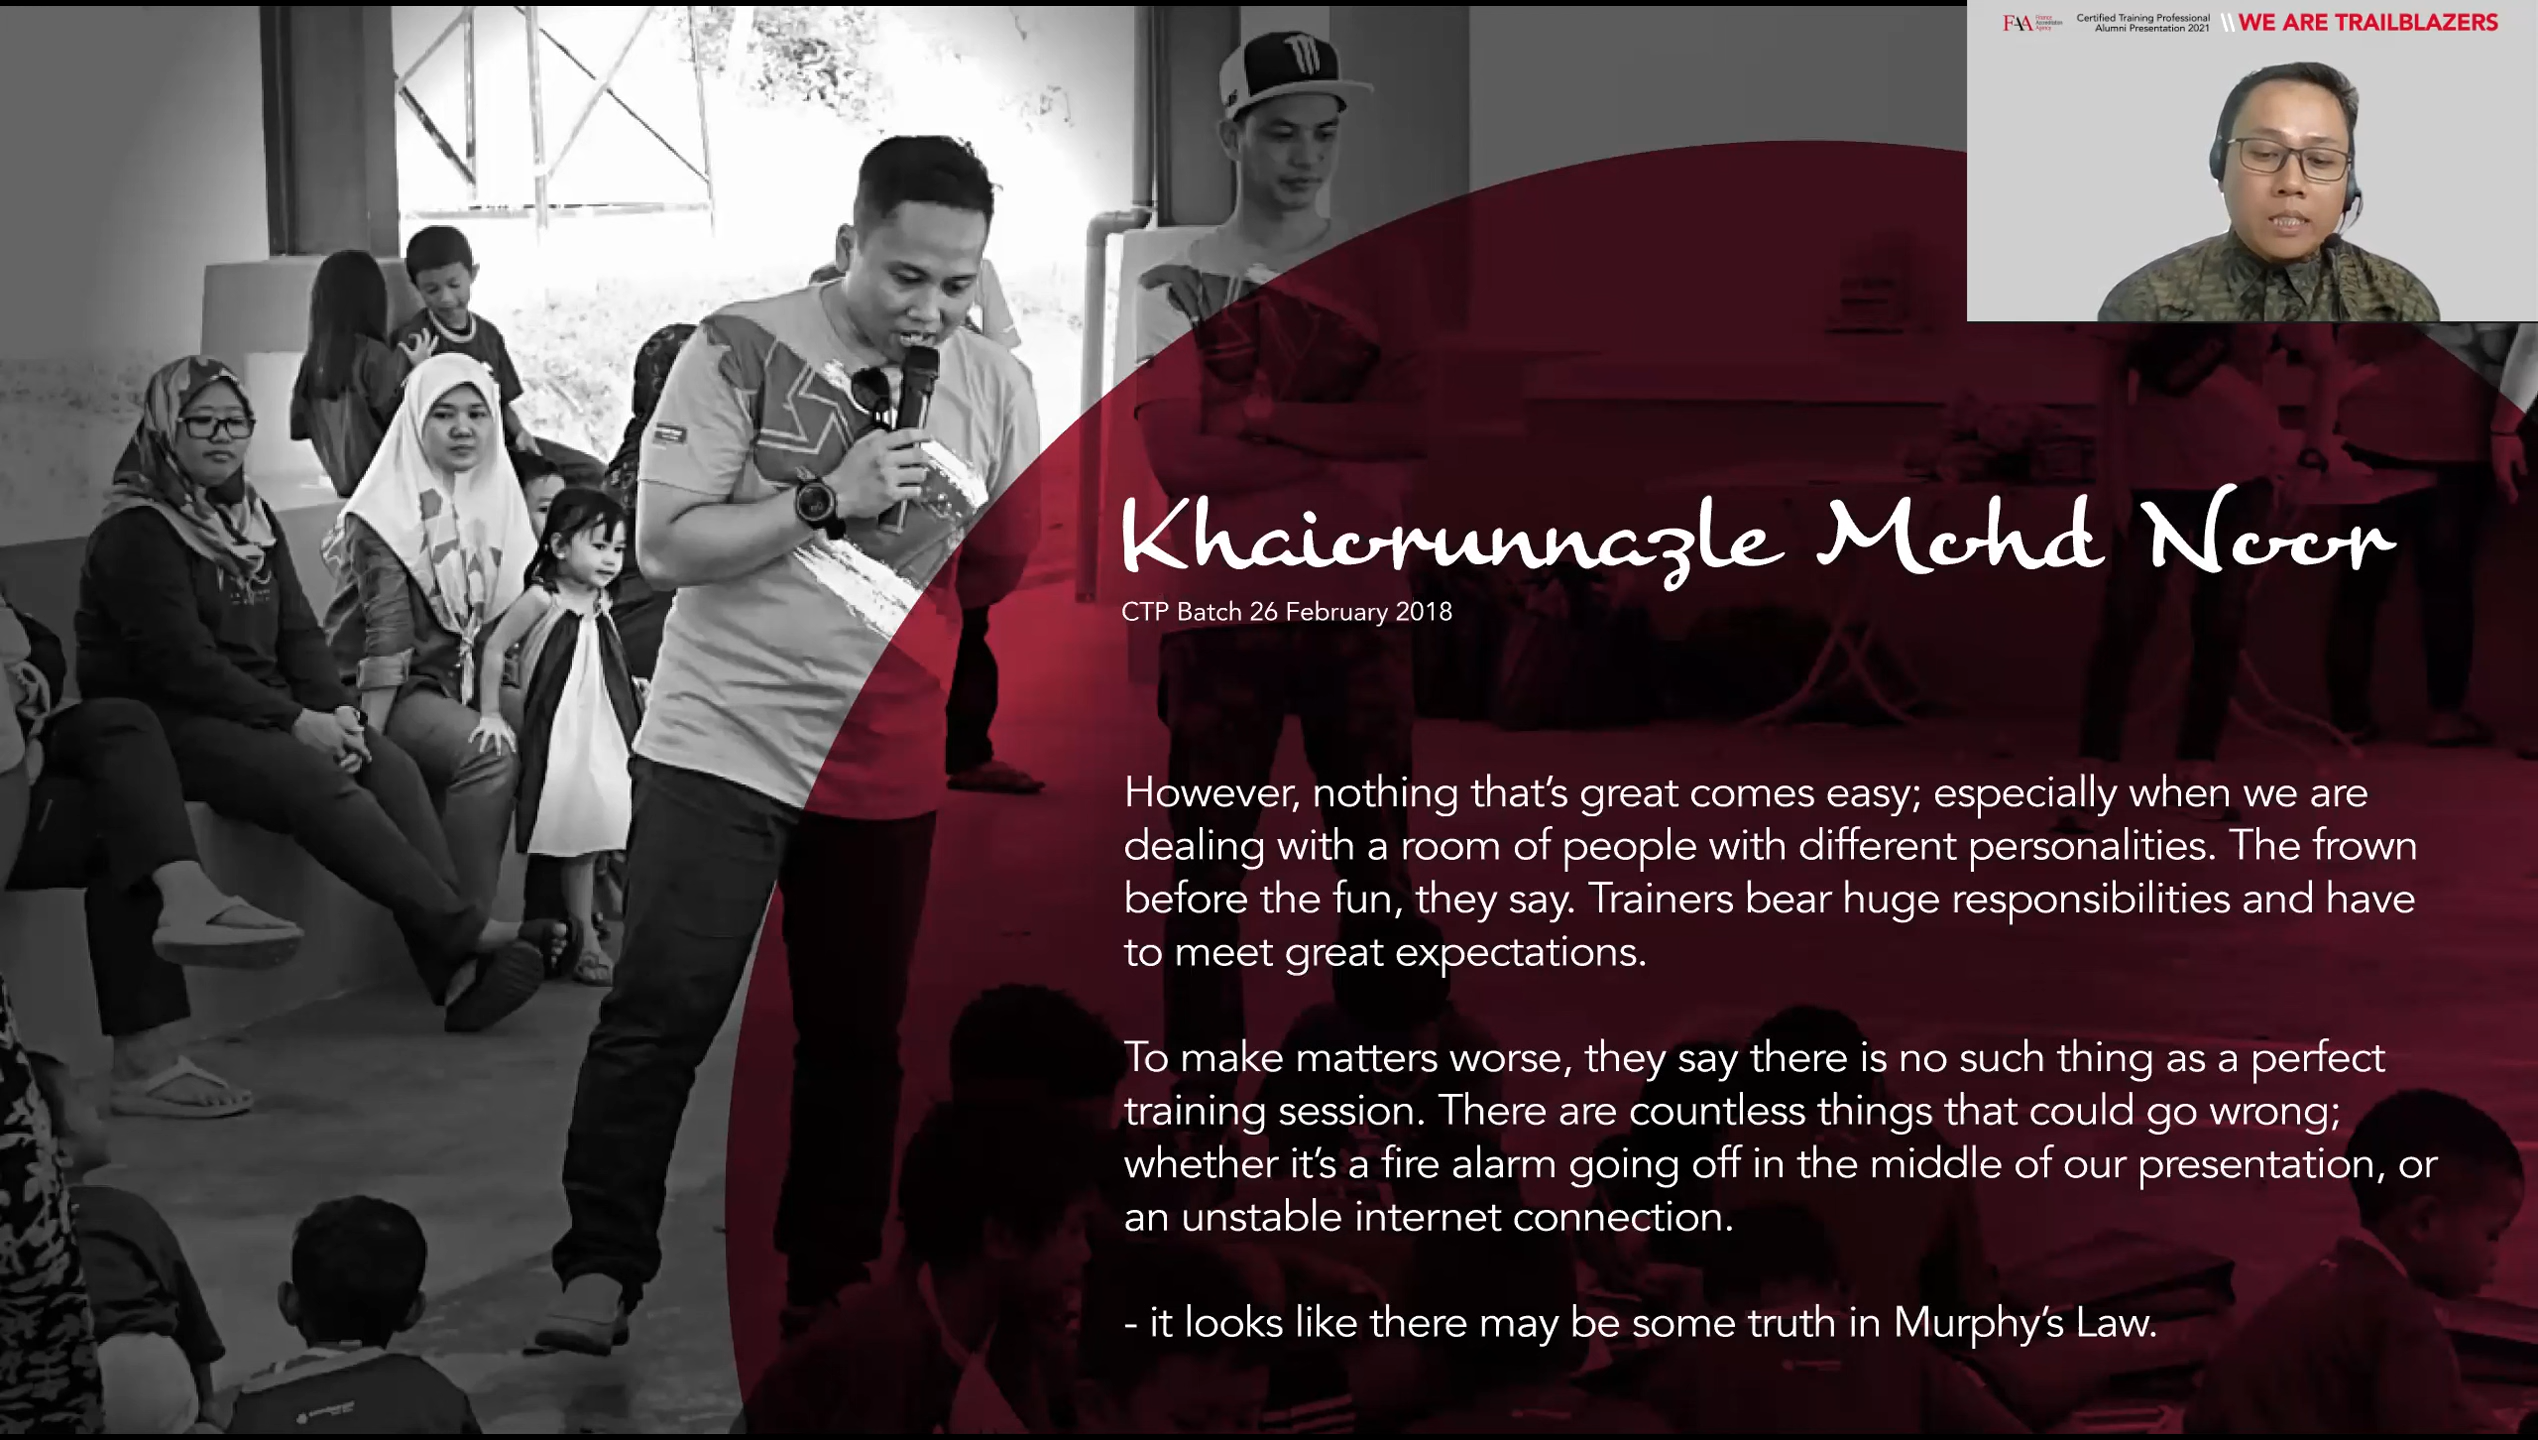 FAA Finance
Accreditation
Agency
Certified Training Professional
Alumni Presentation 2021
\\ WE ARE TRAILBLAZERS
Khaiorunnazle Mohd Noor
CTP Batch 26 February 2018
However, nothing that’s great comes easy; especially when we are
dealing with a room of people with different personalities. The frown
before the fun, they say. Trainers bear huge responsibilities and have
to meet great expectations.
To make matters worse, they say there is no such thing as a perfect
training session. There are countless things that could go wrong;
whether it’s a fire alarm going off in the middle of our presentation, or
an unstable internet connection.
- it looks like there may be some truth in Murphy’s Law.